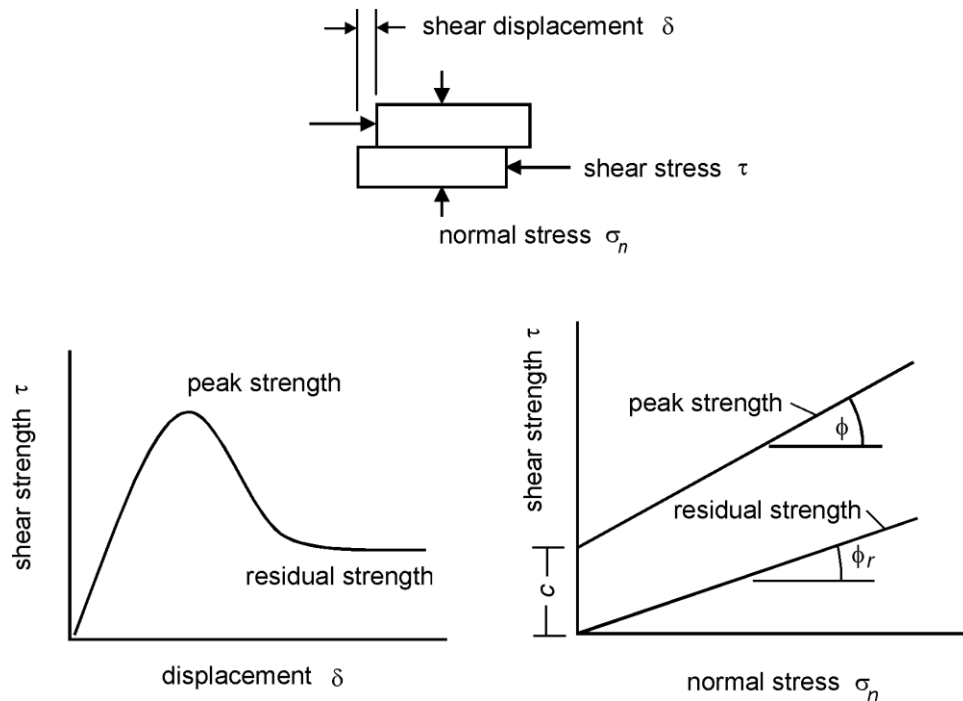 shear displacement δ
shear stress τ
normal stress σₙ
shear strength τ
peak strength
residual strength
displacement δ
shear strength τ
peak strength
ϕ
residual strength
ϕᵣ
c
normal stress σₙ